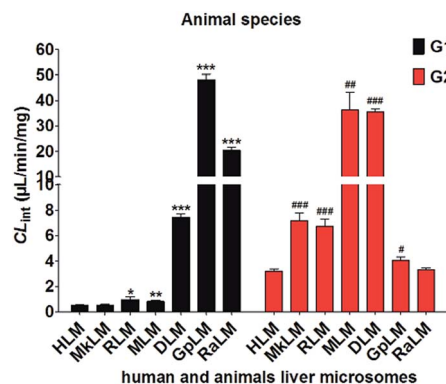 Animal species
G1
G2
CLint (µL/min/mg)
60
50
40
30
20
10
10
8
6
4
2
0
* ** *** *** ***
### ### ## ### #
HLM MkLM RLM MLM DLM GpLM RaLM HLM MkLM RLM MLM DLM GpLM RaLM
human and animals liver microsomes